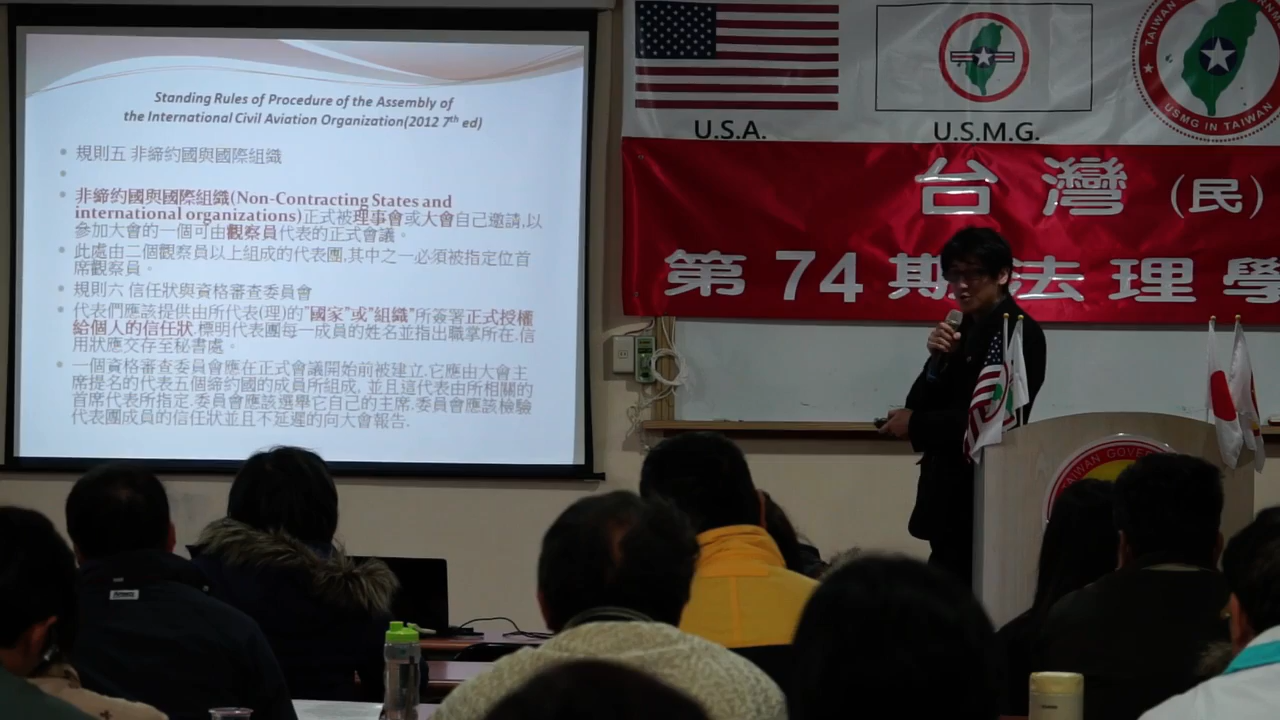 Standing Rules of Procedure of the Assembly of
the International Civil Aviation Organization(2012 7th ed)
規則五 非締約國與國際組織
非締約國與國際組織(Non-Contracting States and
international organizations)正式被理事會或大會自己邀請,以
參加大會的一個可由觀察員代表的正式會議。
此處由二個觀察員以上組成的代表團,其中之一必須被指定位首
席觀察員。
規則六 信任狀與資格審查委員會
代表們應該提供由所代表(理)的"國家"或"組織"所簽署正式授權
給個人的信任狀,標明代表團每一成員的姓名並指出職掌所在,信
用狀應交存至秘書處。
一個資格審查委員會應在正式會議開始前被建立,它應由大會主
席提名的代表五個締約國的成員所組成, 並且這代表由所相關的
首席代表所指定,委員會應該選舉它自己的主席,委員會應該檢驗
代表團成員的信任狀並且不延遲的向大會報告.
U.S.A.
U.S.M.G.
TAIWAN
USMG IN TAIWAN
台灣(民)
第74期法理學
TAIWAN GOVER